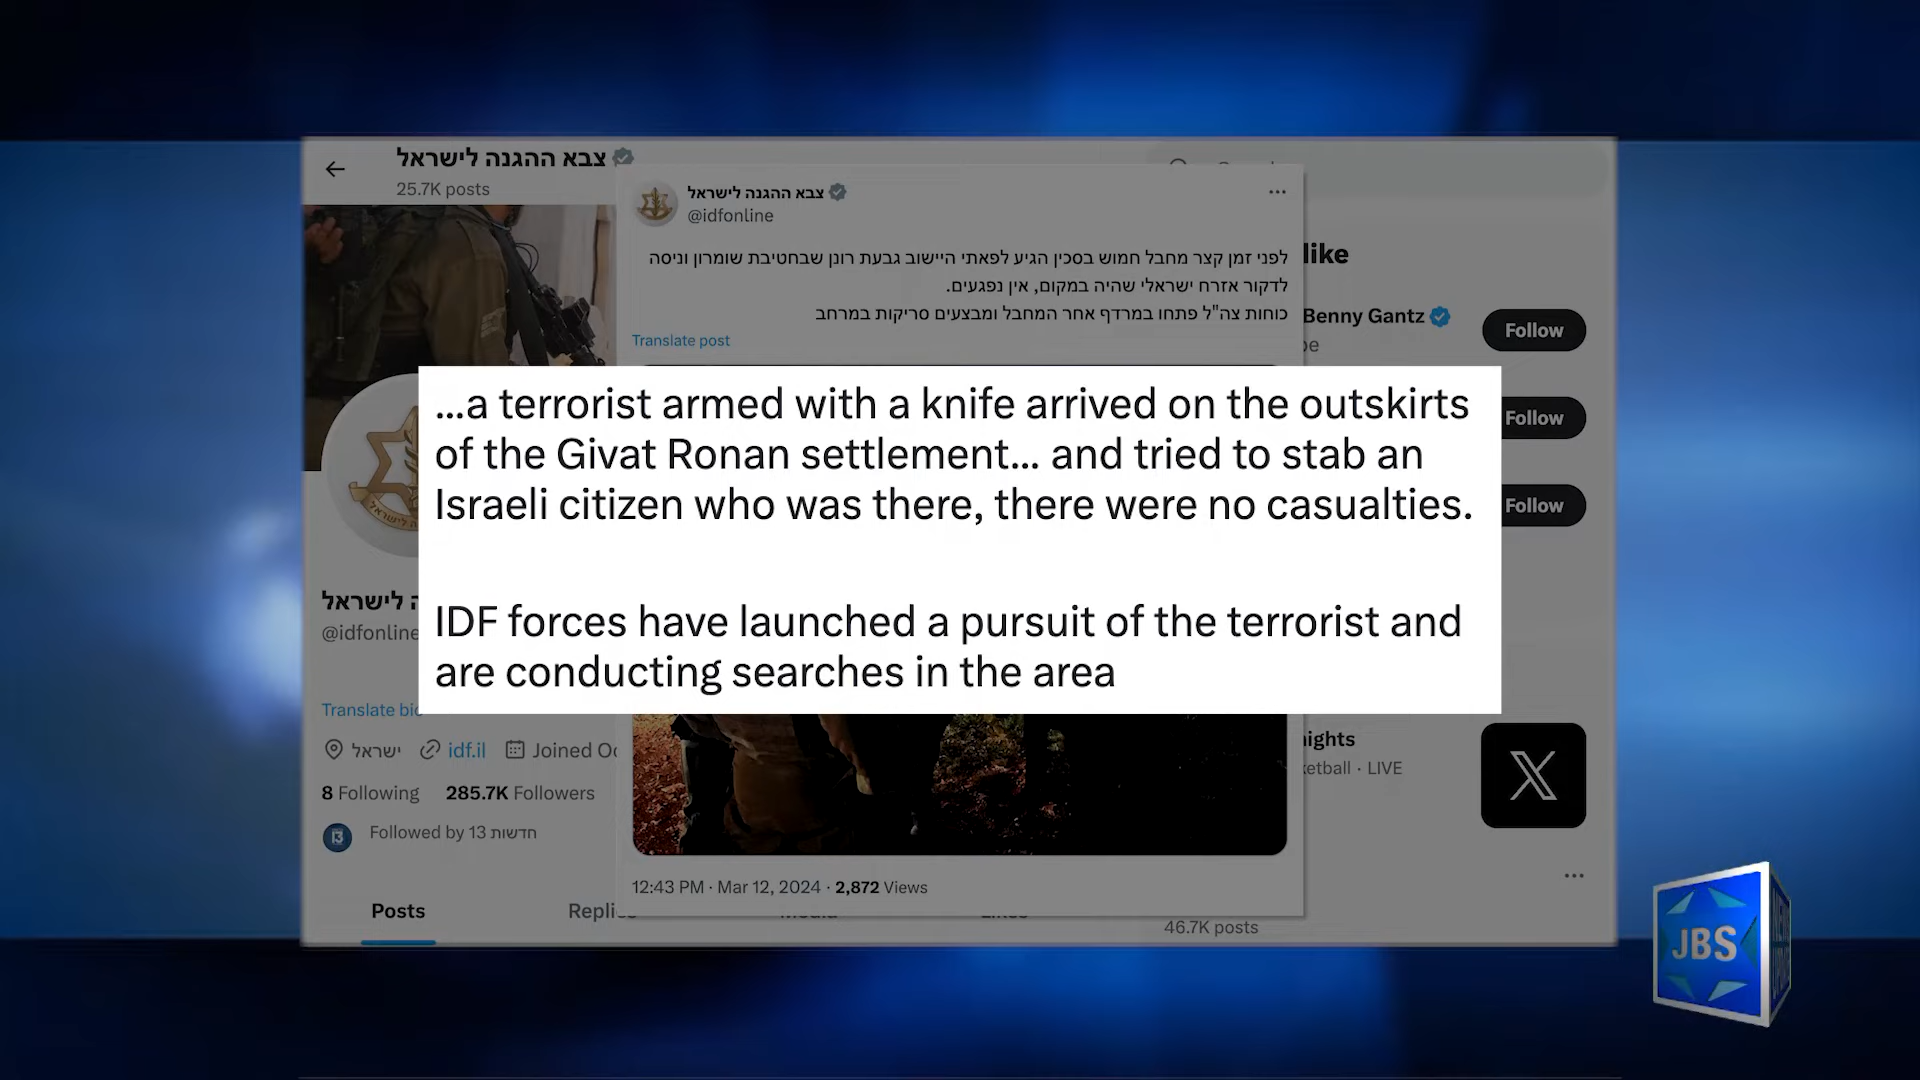 צבא ההגנה לישראל
25.7K posts
צבא ההגנה לישראל
@idfonline
לפני זמן קצר מחבל חמוש בסכין הגיע לפאתי היישוב גבעת רונן שבחטיבת שומרון וניסה
לדקור אזרח ישראלי שהיה במקום, אין נפגעים.
כוחות צה"ל פתחו במרדף אחר המחבל ומבצעים סריקות במרחב
Translate post
like
Benny Gantz
Follow
Follow
Follow
...a terrorist armed with a knife arrived on the outskirts
of the Givat Ronan settlement... and tried to stab an
Israeli citizen who was there, there were no casualties.
IDF forces have launched a pursuit of the terrorist and
are conducting searches in the area
לישראל
@idfonline
Translate bio
ישראל idf.il Joined
8 Following 285.7K Followers
Followed by חדשות 13
ketball · LIVE
12:43 PM · Mar 12, 2024 · 2,872 Views
Posts
46.7K posts
JBS